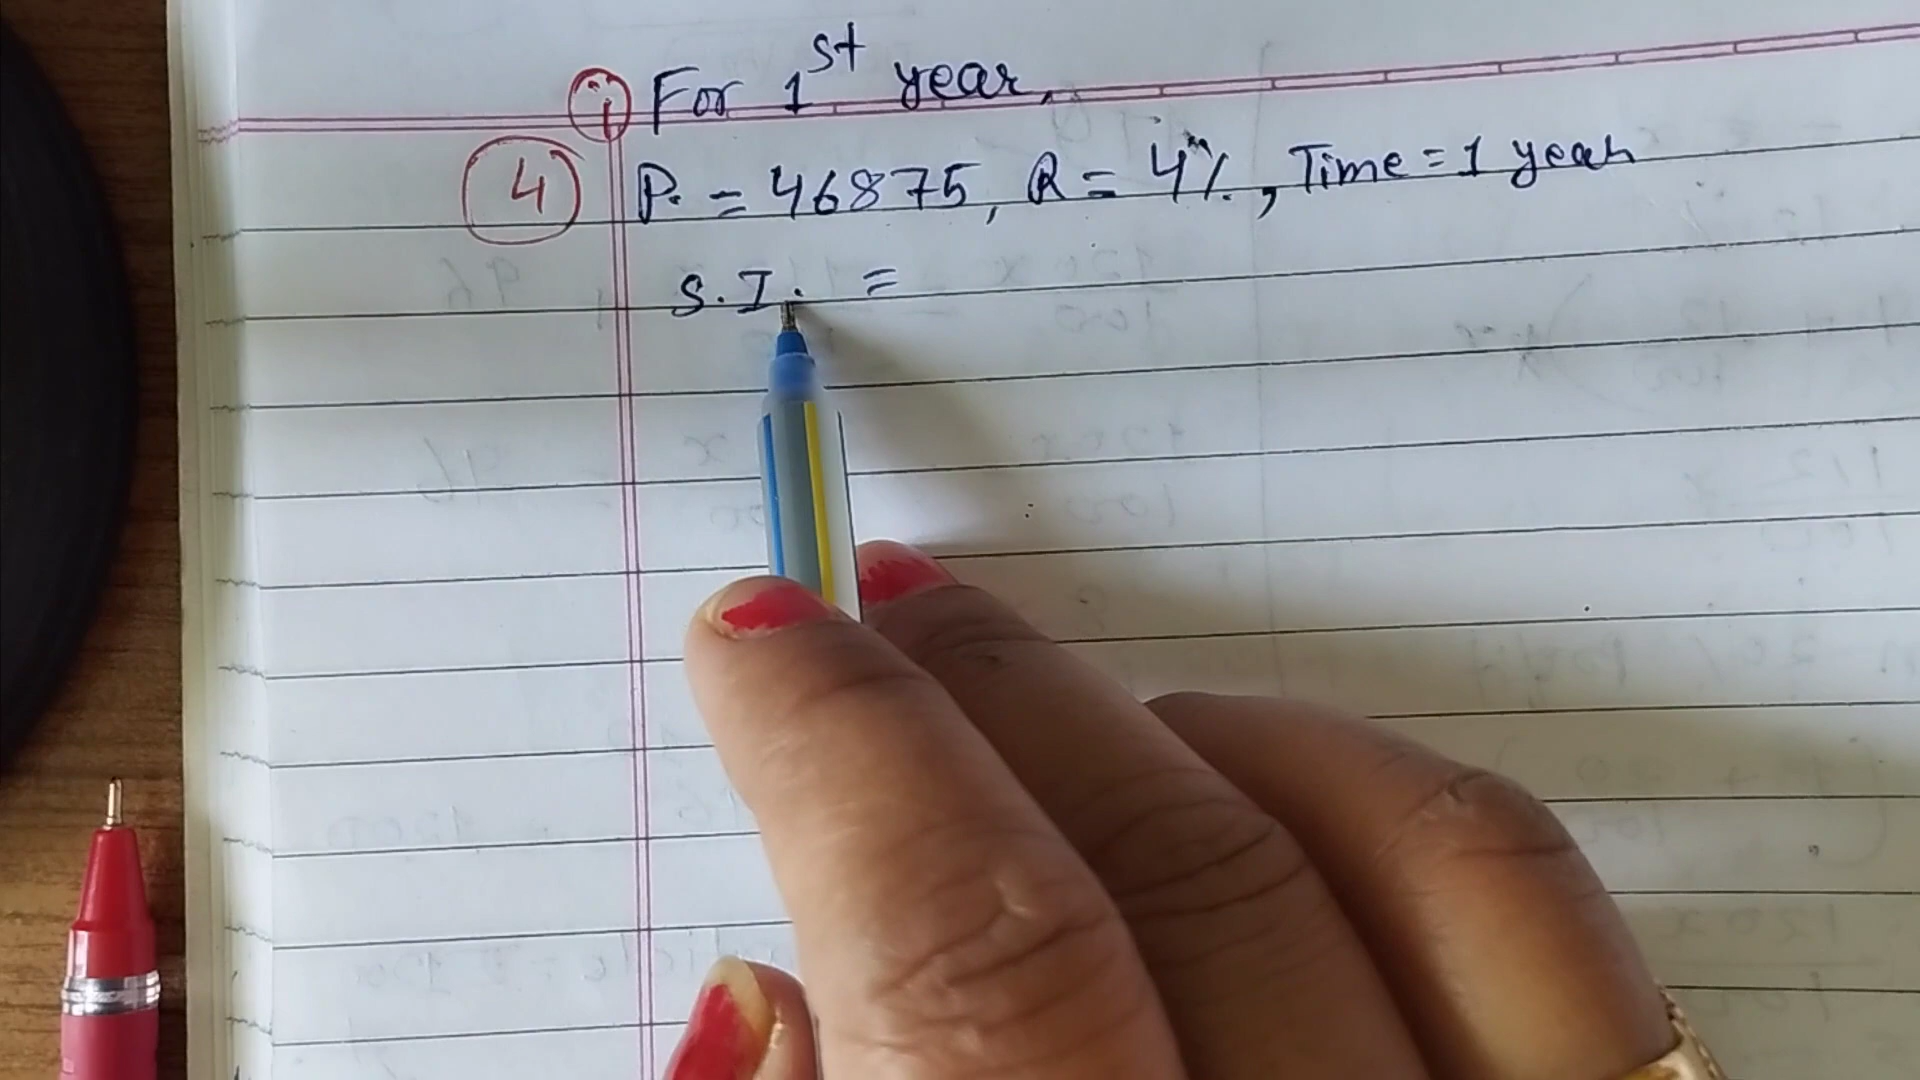 (i) For 1st year,
4 P. = 46875, R = 4%, Time = 1 year
S.I. =